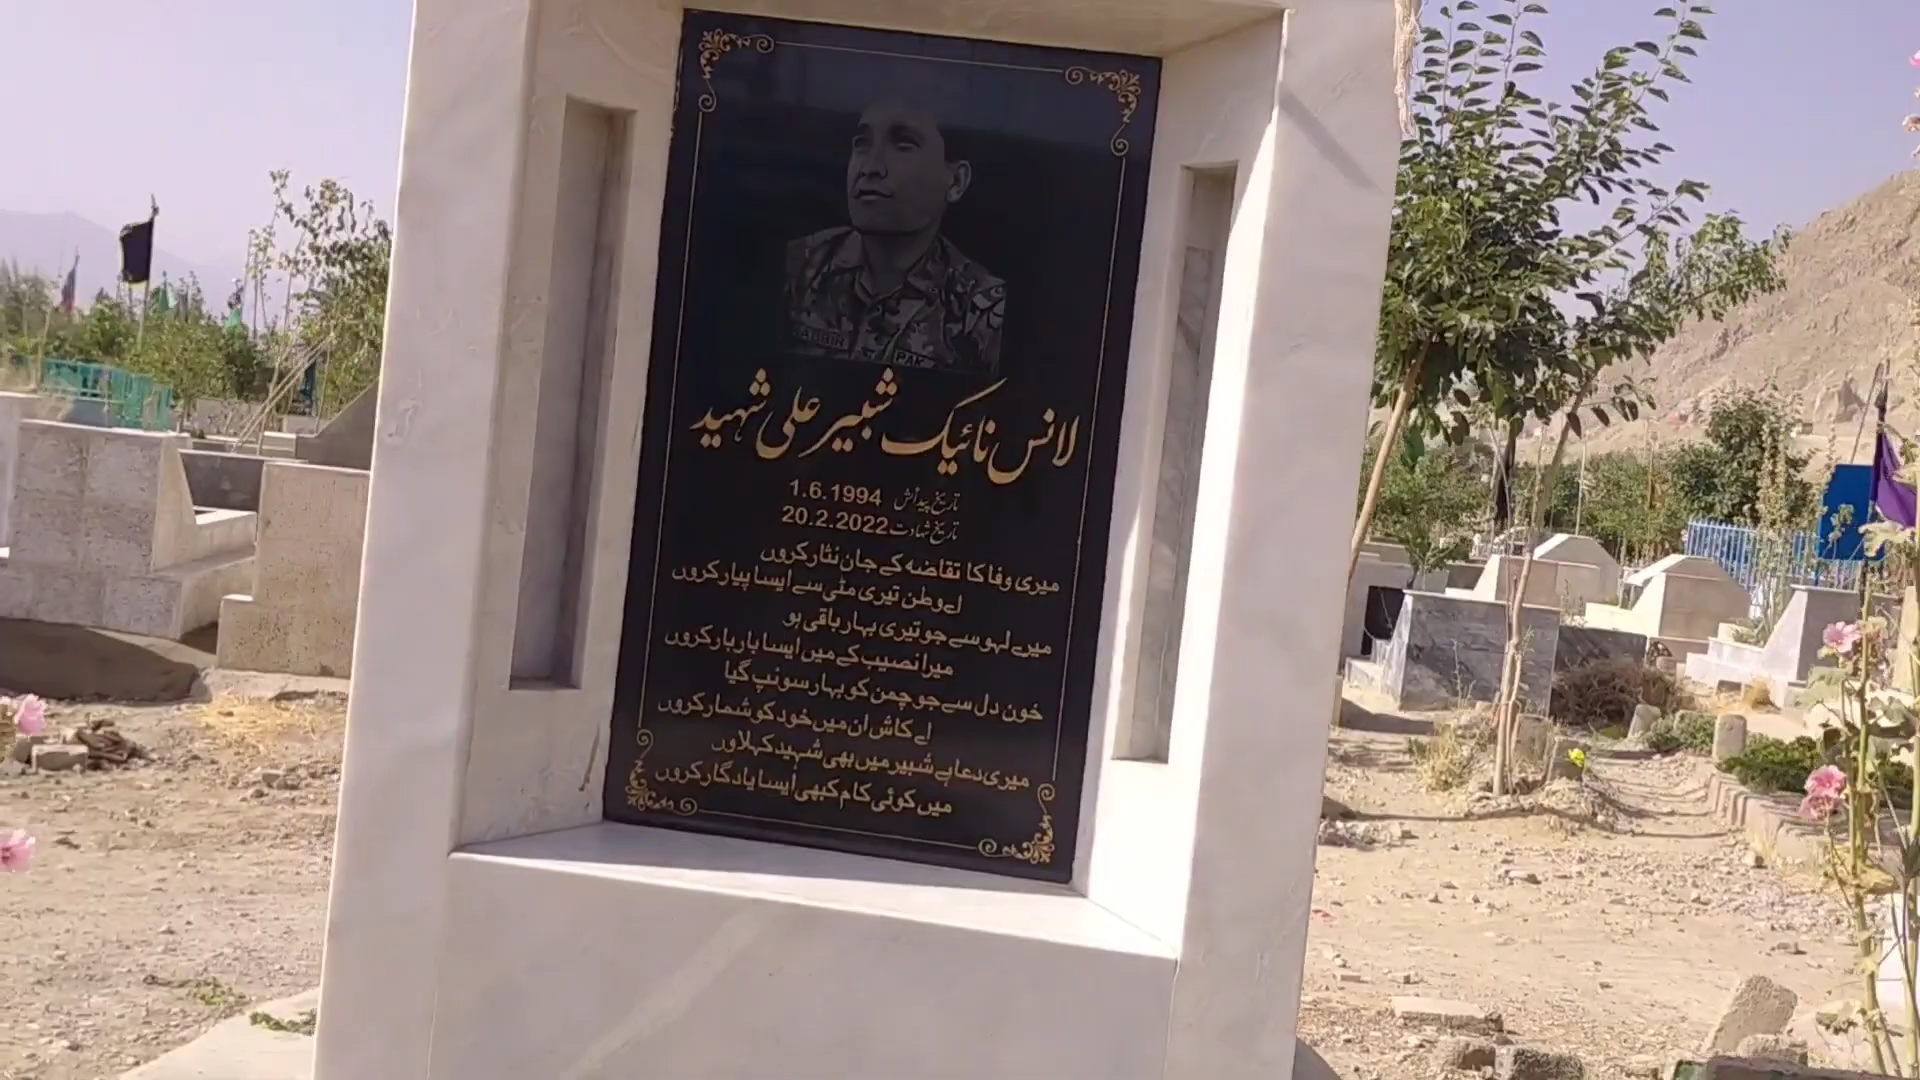 SHABBIR
PAK
لانس نائیک شبیر علی شہید
تاریخ پیدائش 1.6.1994
تاریخ شہادت 20.2.2022
میری وفا کا تقاضہ کے جان نثار کروں
اے وطن تیری مٹی سے ایسا پیار کروں
میرے لہو سے جو تیری بہار باقی ہو
میرا نصیب کے میں ایسا بار بار کروں
خون دل سے جو چمن کو بہار سونپ گیا
اے کاش ان میں خود کو شمار کروں
میری دعا ہے شبیر میں بھی شہید کہلاوں
میں کوئی کام کبھی ایسا یادگار کروں